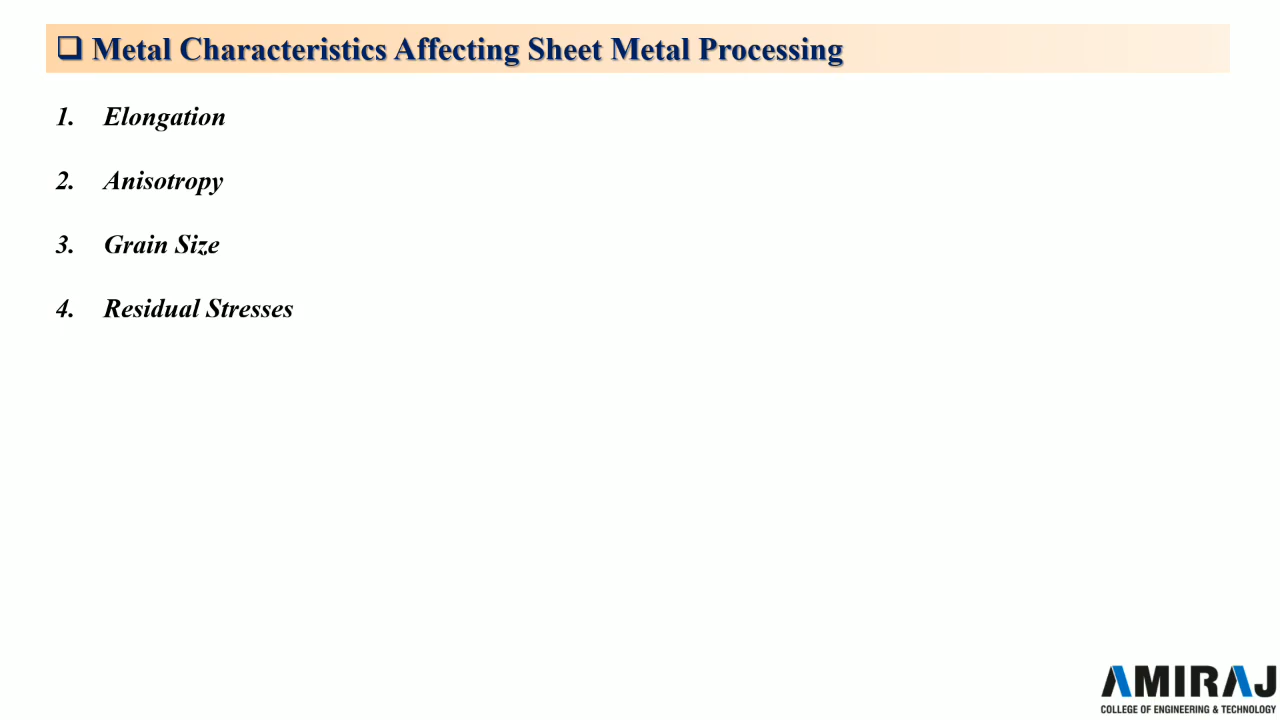 ❑ Metal Characteristics Affecting Sheet Metal Processing
1. Elongation
2. Anisotropy
3. Grain Size
4. Residual Stresses
AMIRAJ
COLLEGE OF ENGINEERING & TECHNOLOGY